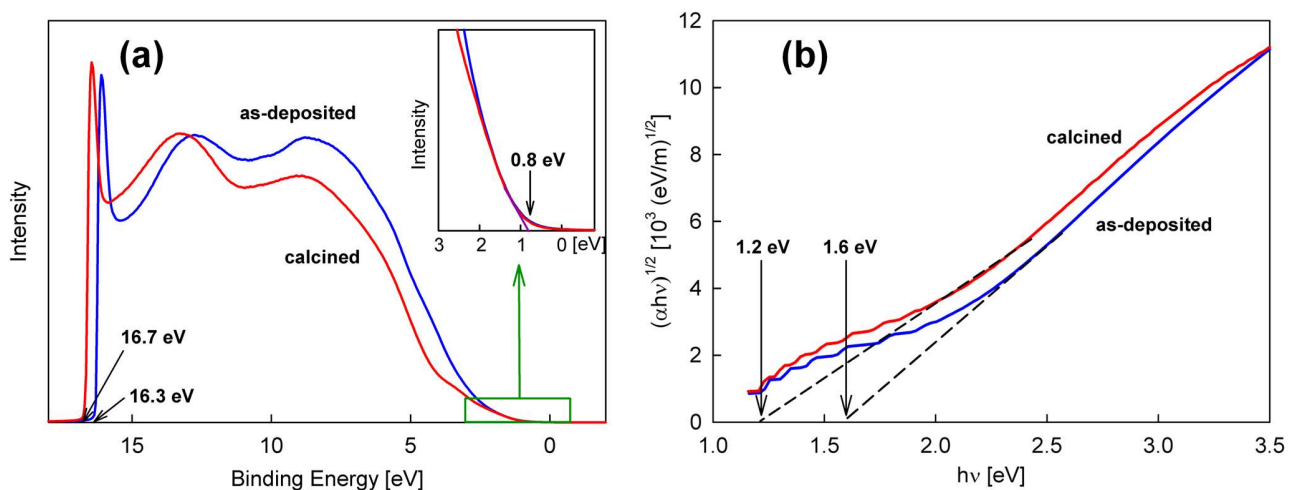 (a)
as-deposited
calcined
16.7 eV
16.3 eV
Intensity
15
10
5
0
Binding Energy [eV]
Intensity
0.8 eV
3
2
1
0
[eV]
(b)
calcined
as-deposited
1.2 eV
1.6 eV
(αhν)1/2 [10³ (eV/m)1/2]
12
10
8
6
4
2
0
1.0
1.5
2.0
2.5
3.0
3.5
hν [eV]